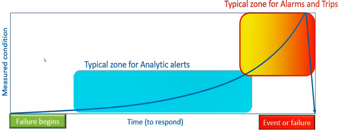 Typical zone for Alarms and Trips
Typical zone for Analytic alerts
Measured condition
Failure begins
Time (to respond)
Event or failure